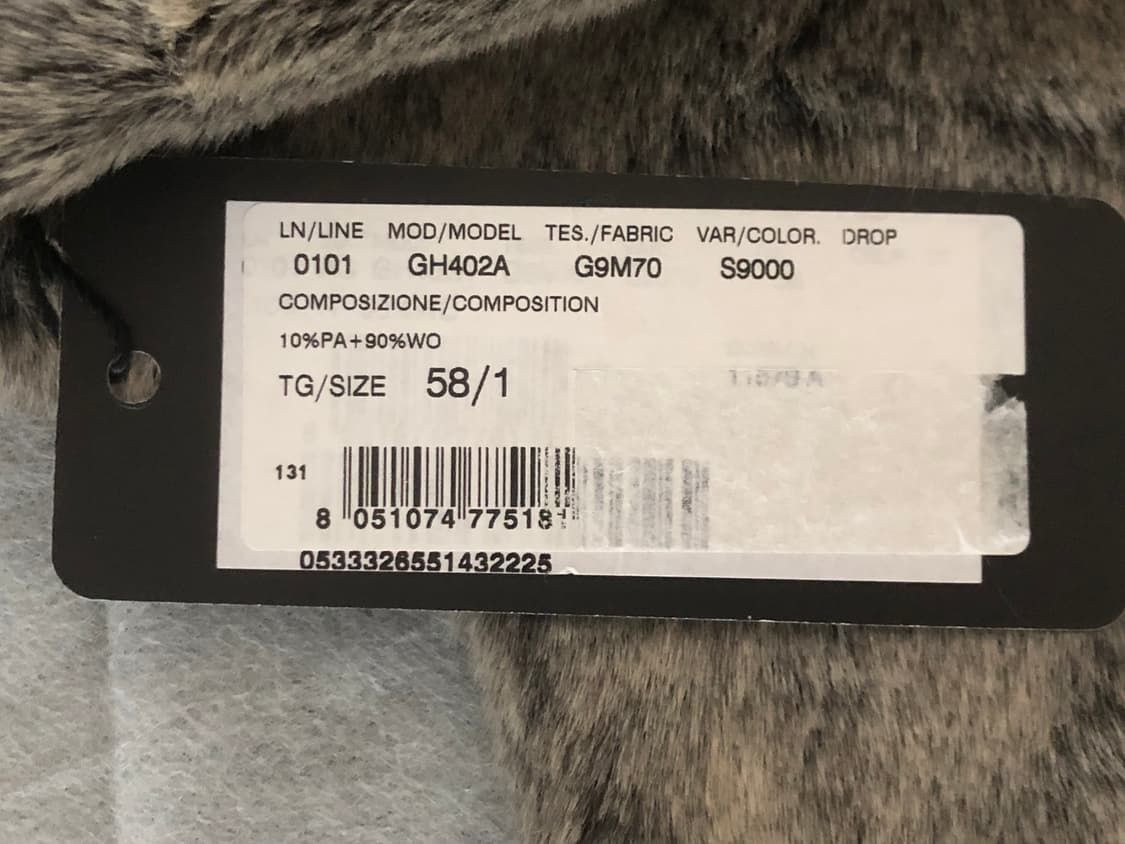 LN/LINE MOD/MODEL TES./FABRIC VAR/COLOR. DROP
0101 GH402A G9M70 S9000
COMPOSIZIONE/COMPOSITION
10%PA+90%WO
TG/SIZE 58/1
131
8 051074 77518
0533326551432225